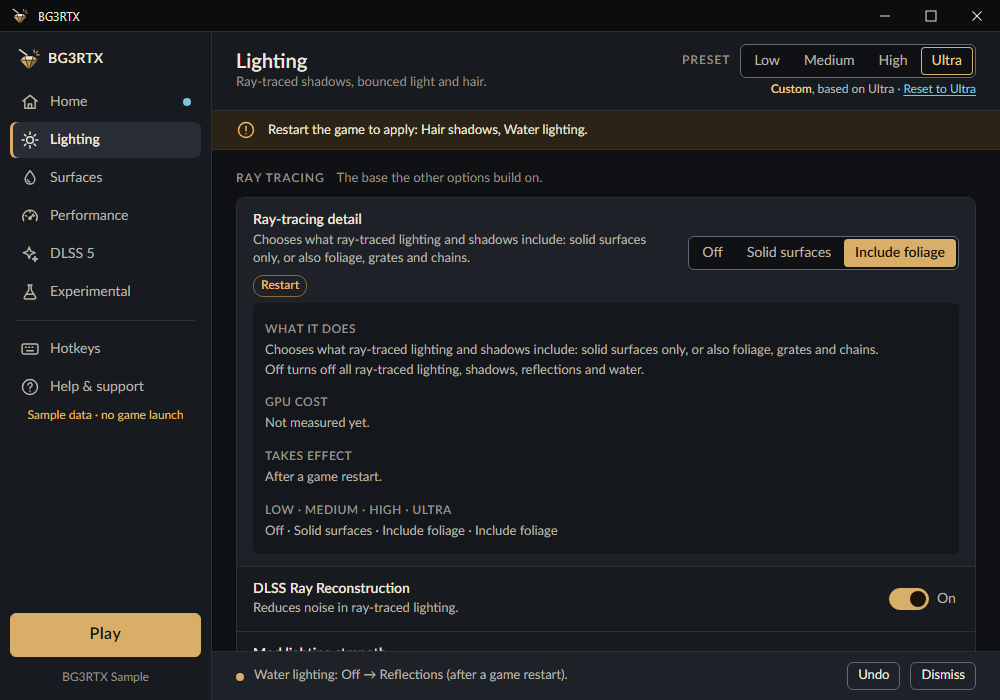 BG3RTX
BG3RTX
Home
Lighting
Surfaces
Performance
DLSS 5
Experimental
Hotkeys
Help & support
Sample data · no game launch
Play
BG3RTX Sample
Lighting
Ray-traced shadows, bounced light and hair.
PRESET Low Medium High Ultra
Custom, based on Ultra · Reset to Ultra
Restart the game to apply: Hair shadows, Water lighting.
RAY TRACING The base the other options build on.
Ray-tracing detail
Chooses what ray-traced lighting and shadows include: solid surfaces
only, or also foliage, grates and chains.
Restart
Off Solid surfaces Include foliage
WHAT IT DOES
Chooses what ray-traced lighting and shadows include: solid surfaces only, or also foliage, grates and chains.
Off turns off all ray-traced lighting, shadows, reflections and water.
GPU COST
Not measured yet.
TAKES EFFECT
After a game restart.
LOW · MEDIUM · HIGH · ULTRA
Off · Solid surfaces · Include foliage · Include foliage
DLSS Ray Reconstruction
Reduces noise in ray-traced lighting.
On
Water lighting: Off → Reflections (after a game restart).
Undo Dismiss